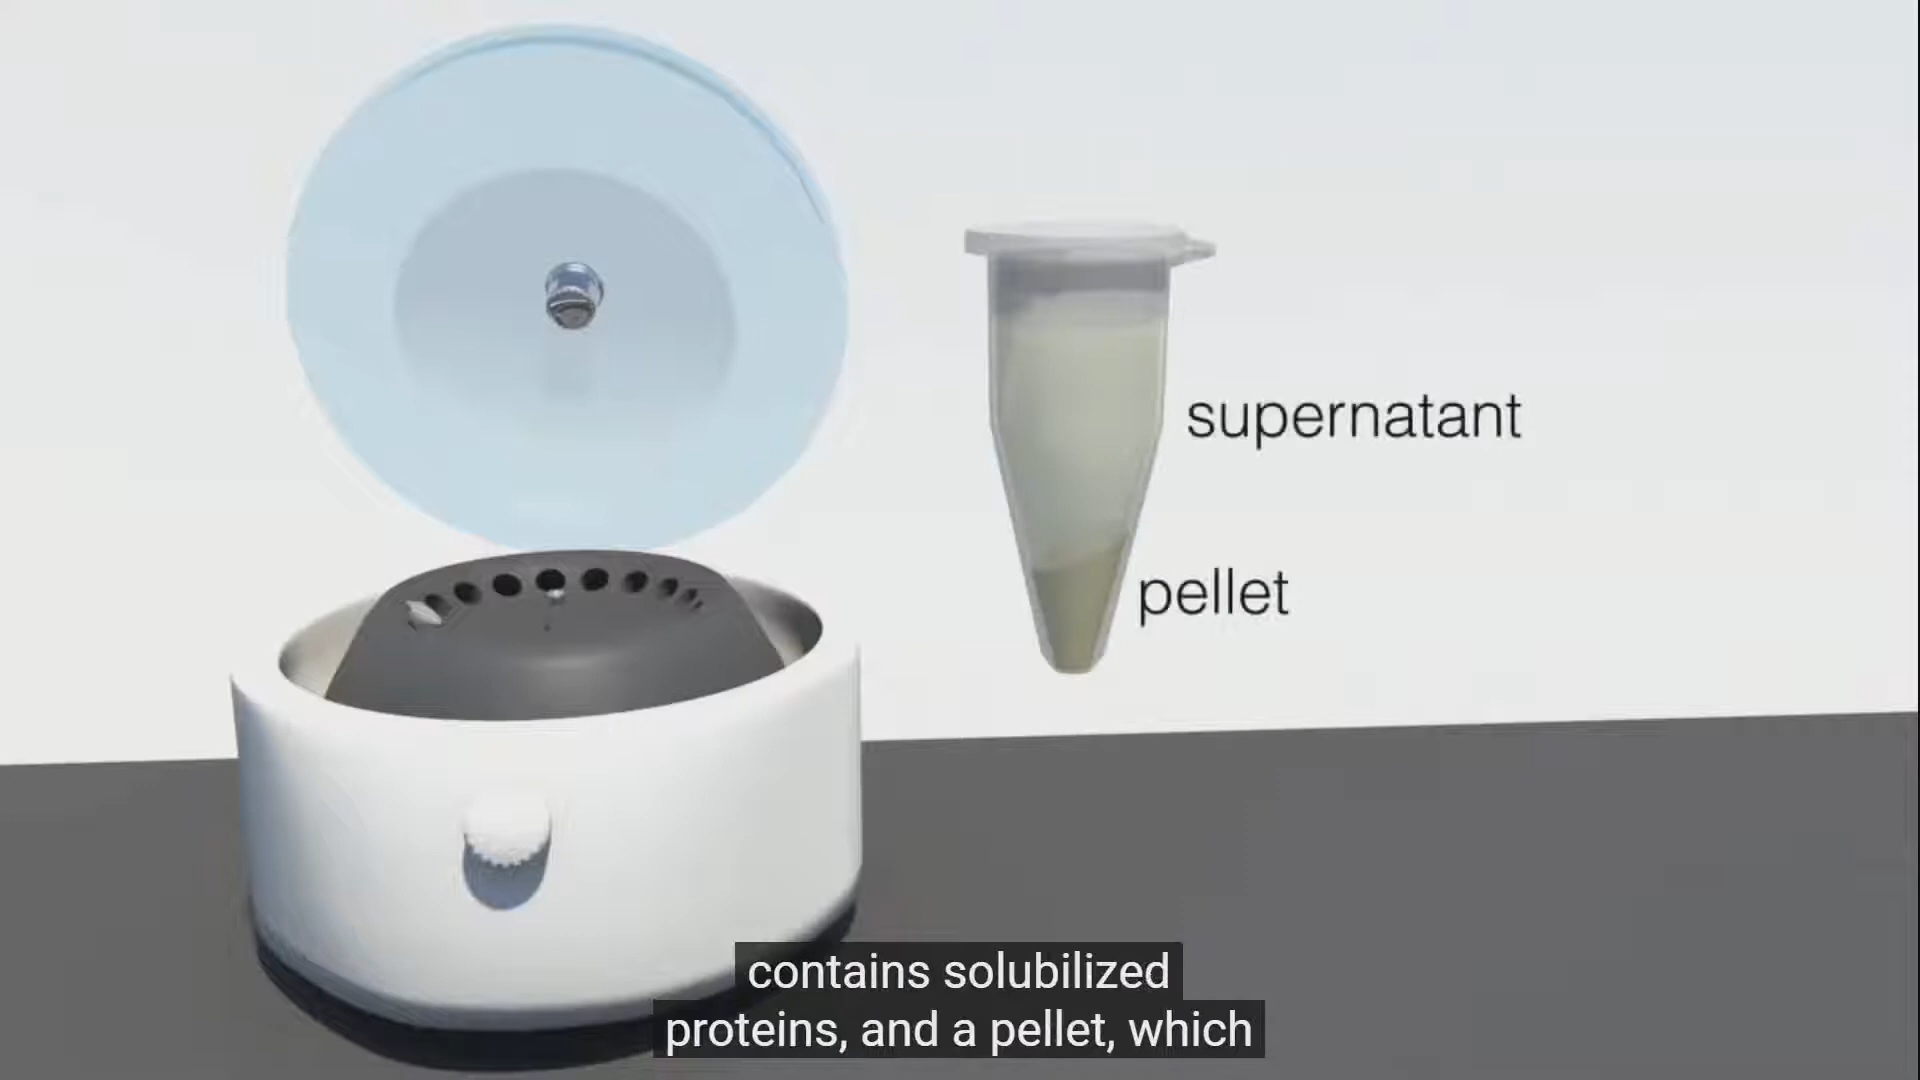 supernatant
pellet
contains solubilized
proteins, and a pellet, which